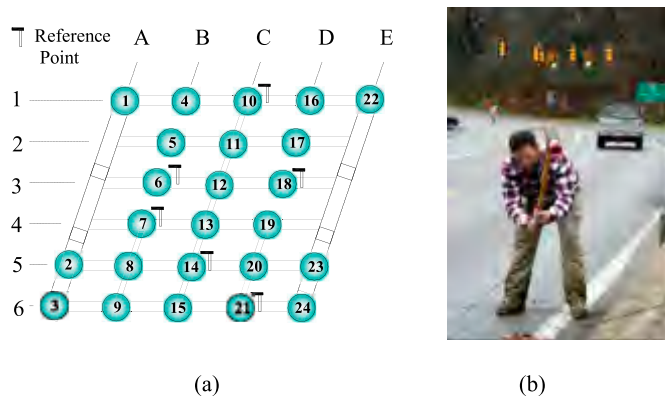 Reference
Point
A B C D E
1 1 4 10 16 22
2 5 11 17
3 6 12 18
4 7 13 19
5 2 8 14 20 23
6 3 9 15 21 24
(a) (b)